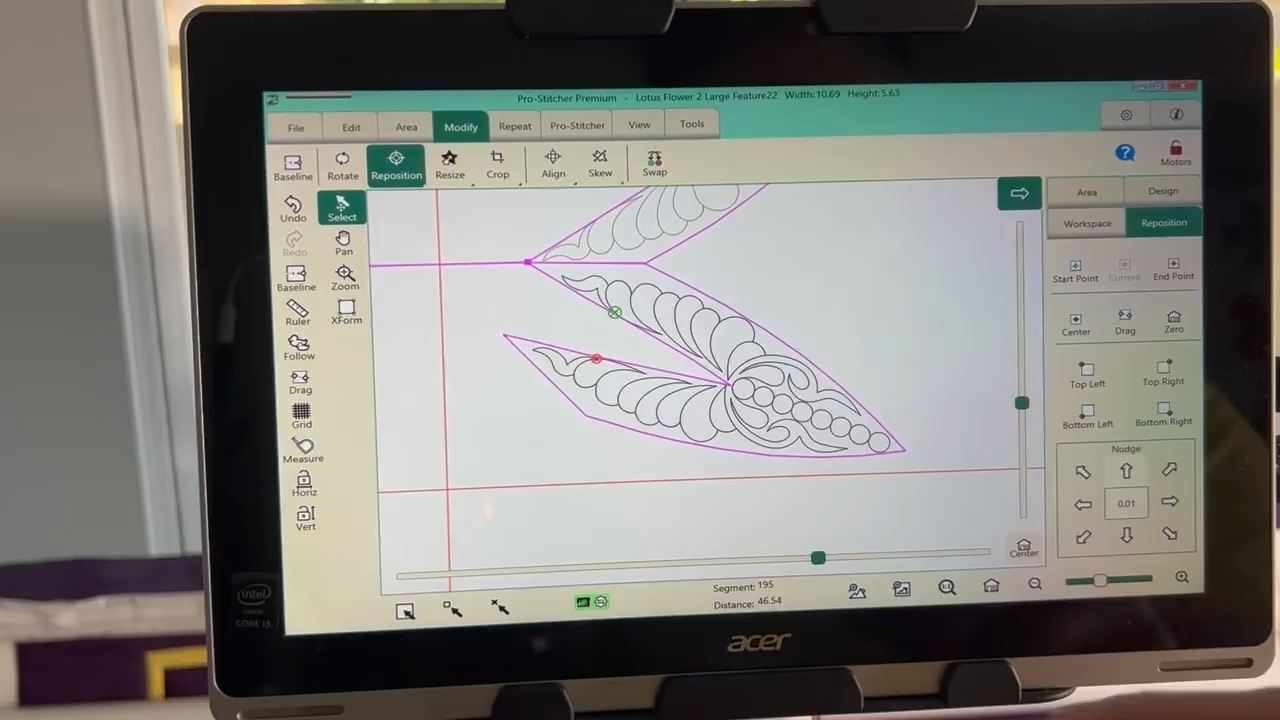 Pro-Stitcher Premium - Lotus Flower 2 Large Feature22 Width:10.69 Height:5.63
File Edit Area Modify Repeat Pro-Stitcher View Tools
Baseline Rotate Reposition Resize Crop Align Skew Swap
Motors
Undo Select
Redo Pan
Baseline Zoom
Ruler XForm
Follow
Drag
Grid
Measure
Horiz
Vert
Area Design
Workspace Reposition
Start Point Current End Point
Center Drag Zero
Top Left Top Right
Bottom Left Bottom Right
Nudge
0.01
Center
Segment: 195
Distance: 46.54
intel
inside
CORE i3
acer